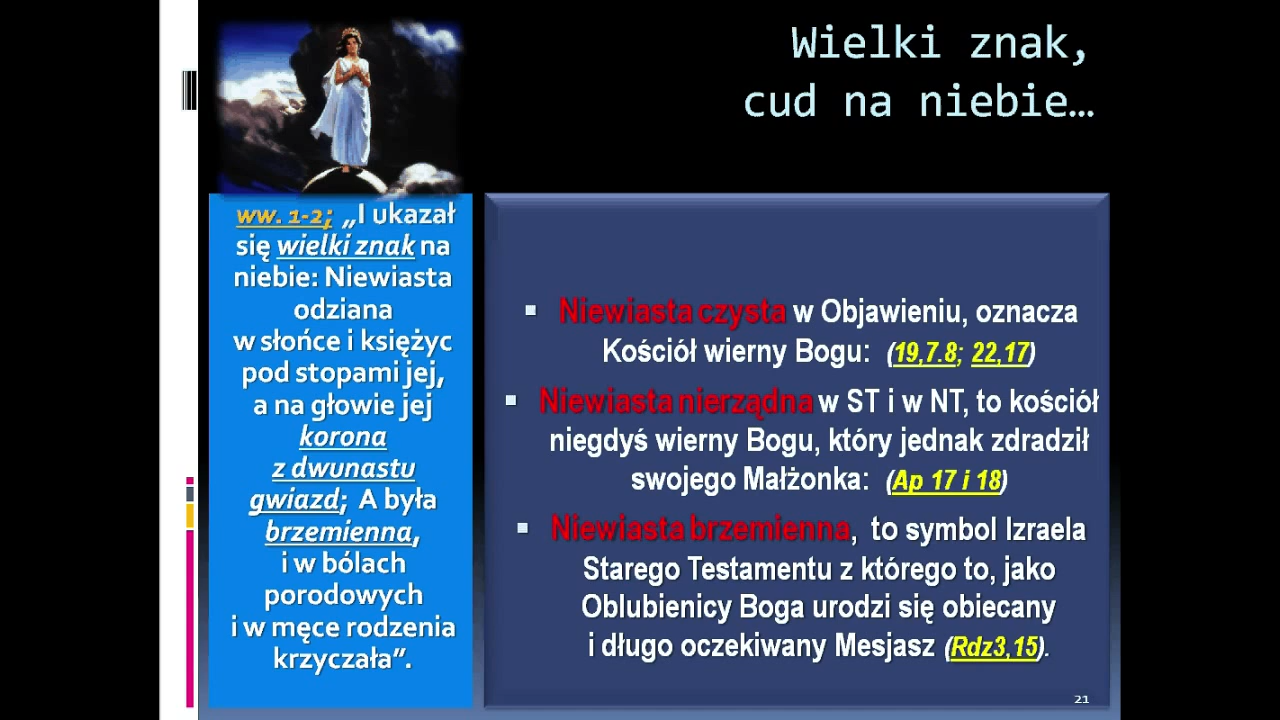 Wielki znak,
cud na niebie…
ww. 1-2; „I ukazał
się wielki znak na
niebie: Niewiasta
odziana
w słońce i księżyc
pod stopami jej,
a na głowie jej
korona
z dwunastu
gwiazd; A była
brzemienna,
i w bólach
porodowych
i w męce rodzenia
krzyczała”.
▪ Niewiasta czysta w Objawieniu, oznacza
Kościół wierny Bogu: (19,7.8; 22,17)
▪ Niewiasta nierządna w ST i w NT, to kościół
niegdyś wierny Bogu, który jednak zdradził
swojego Małżonka: (Ap 17 i 18)
▪ Niewiasta brzemienna, to symbol Izraela
Starego Testamentu z którego to, jako
Oblubienicy Boga urodzi się obiecany
i długo oczekiwany Mesjasz (Rdz3,15).
21